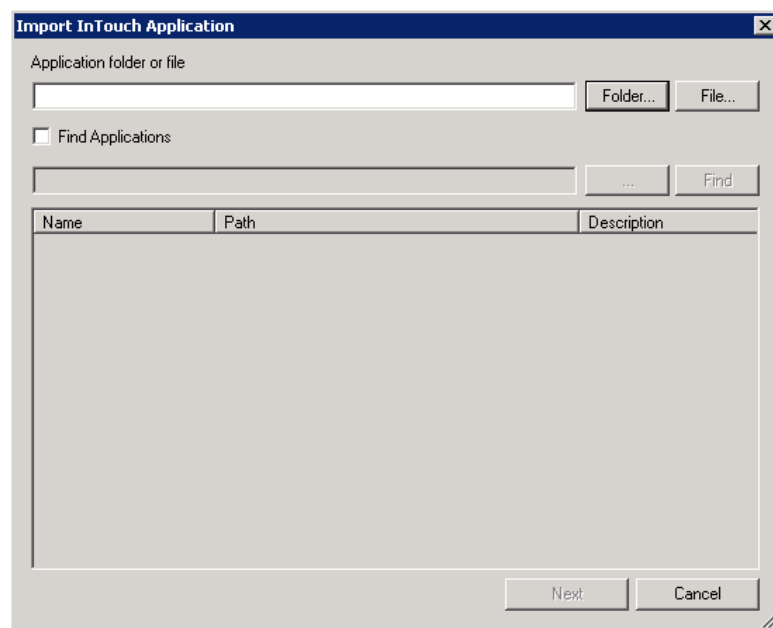 Import InTouch Application
Application folder or file
Folder... File...
Find Applications
... Find
Name Path Description
Next Cancel